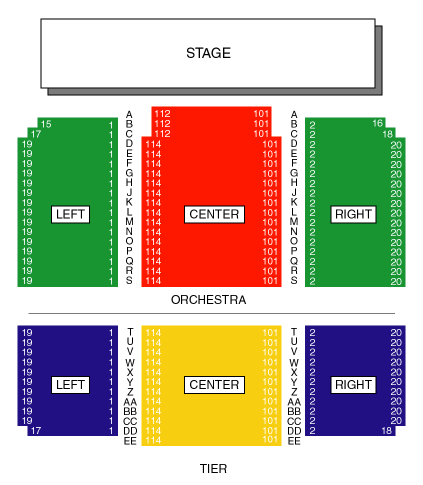 STAGE
A 112 101 A
15 1 B 112 101 B 2 16
17 1 C 112 101 C 2 18
19 1 D 114 101 D 2 20
19 1 E 114 101 E 2 20
19 1 F 114 101 F 2 20
19 1 G 114 101 G 2 20
19 1 H 114 101 H 2 20
19 1 J 114 101 J 2 20
19 1 K 114 101 K 2 20
19 1 L 114 101 L 2 20
LEFT CENTER RIGHT
19 1 M 114 101 M 2 20
19 1 N 114 101 N 2 20
19 1 O 114 101 O 2 20
19 1 P 114 101 P 2 20
19 1 Q 114 101 Q 2 20
19 1 R 114 101 R 2 20
19 1 S 114 101 S 2 20
ORCHESTRA
19 1 T 114 101 T 2 20
19 1 U 114 101 U 2 20
19 1 V 114 101 V 2 20
19 1 W 114 101 W 2 20
19 1 X 114 101 X 2 20
19 1 Y 114 101 Y 2 20
LEFT CENTER RIGHT
19 1 Z 114 101 Z 2 20
19 1 AA 114 101 AA 2 20
19 1 BB 114 101 BB 2 20
19 1 CC 114 101 CC 2 20
17 1 DD 114 101 DD 2 18
EE 114 101 EE
TIER